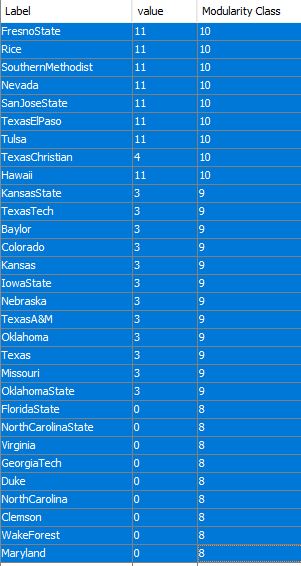 Label value Modularity Class
FresnoState 11 10
Rice 11 10
SouthernMethodist 11 10
Nevada 11 10
SanJoseState 11 10
TexasElPaso 11 10
Tulsa 11 10
TexasChristian 4 10
Hawaii 11 10
KansasState 3 9
TexasTech 3 9
Baylor 3 9
Colorado 3 9
Kansas 3 9
IowaState 3 9
Nebraska 3 9
TexasA&M 3 9
Oklahoma 3 9
Texas 3 9
Missouri 3 9
OklahomaState 3 9
FloridaState 0 8
NorthCarolinaState 0 8
Virginia 0 8
GeorgiaTech 0 8
Duke 0 8
NorthCarolina 0 8
Clemson 0 8
WakeForest 0 8
Maryland 0 8